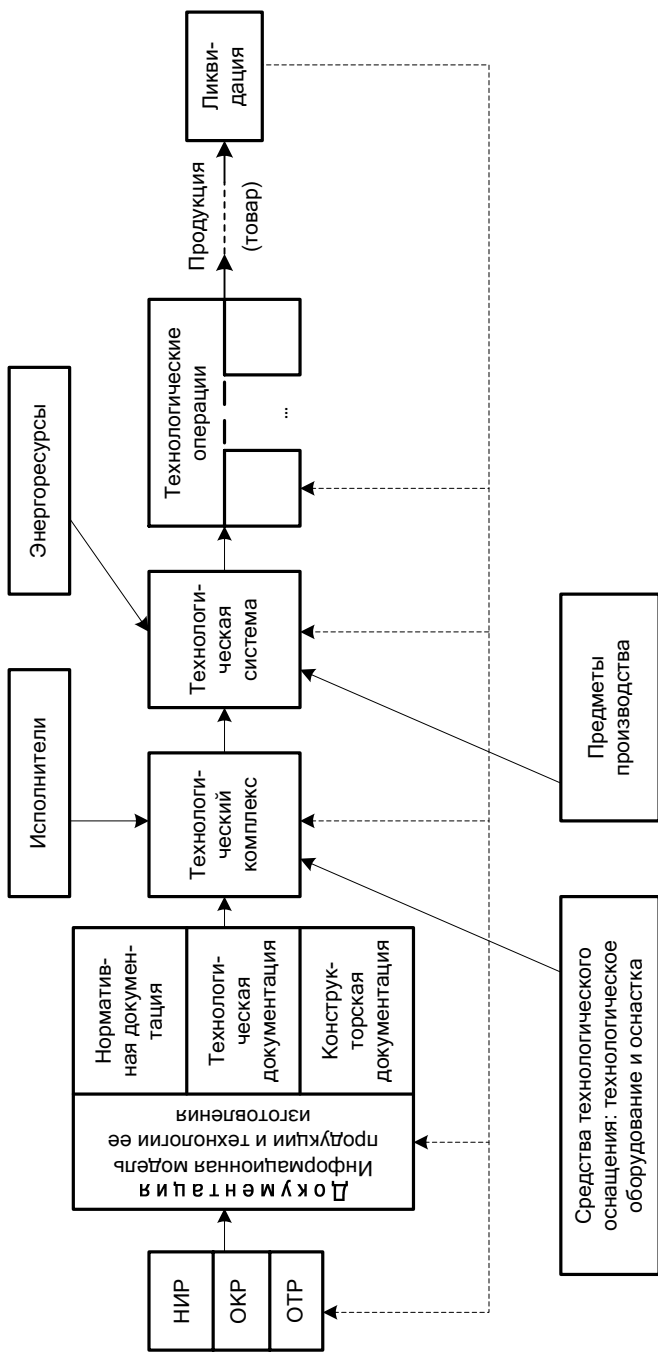 НИР
ОКР
ОТР
Документация
Информационная модель
продукции и технологии ее
изготовления
Норматив-
ная докумен-
тация
Технологи-
ческая
документация
Конструк-
торская
документация
Исполнители
Технологи-
ческий
комплекс
Средства технологического
оснащения: технологическое
оборудование и оснастка
Энергоресурсы
Технологи-
ческая
система
Предметы
производства
Технологические
операции
...
Продукция
(товар)
Ликви-
дация